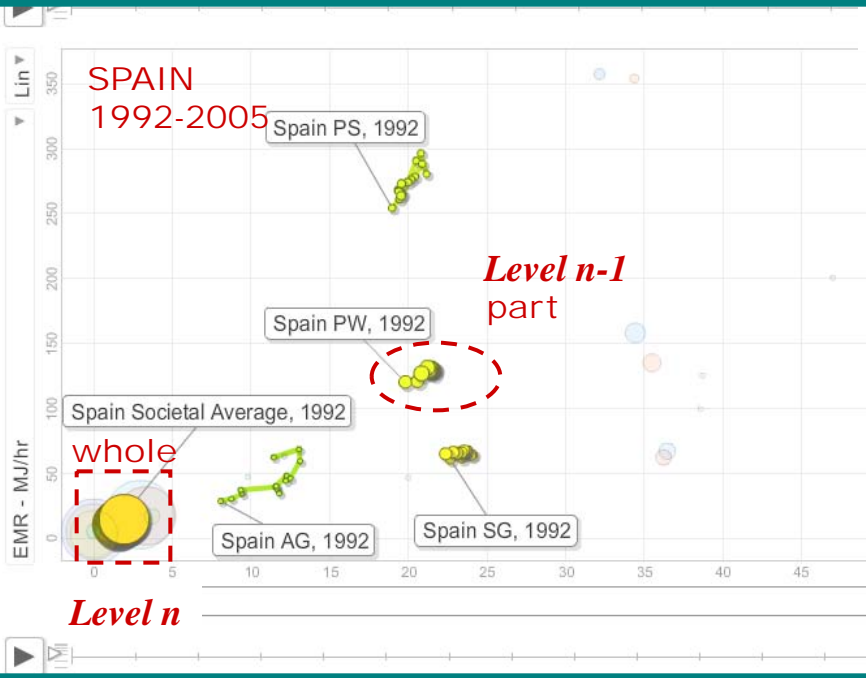 Lin
350
300
250
200
150
100
50
0
EMR - MJ/hr
SPAIN
1992-2005
Spain PS, 1992
Level n-1
part
Spain PW, 1992
Spain Societal Average, 1992
whole
Spain AG, 1992
Spain SG, 1992
0 5 10 15 20 25 30 35 40 45
Level n